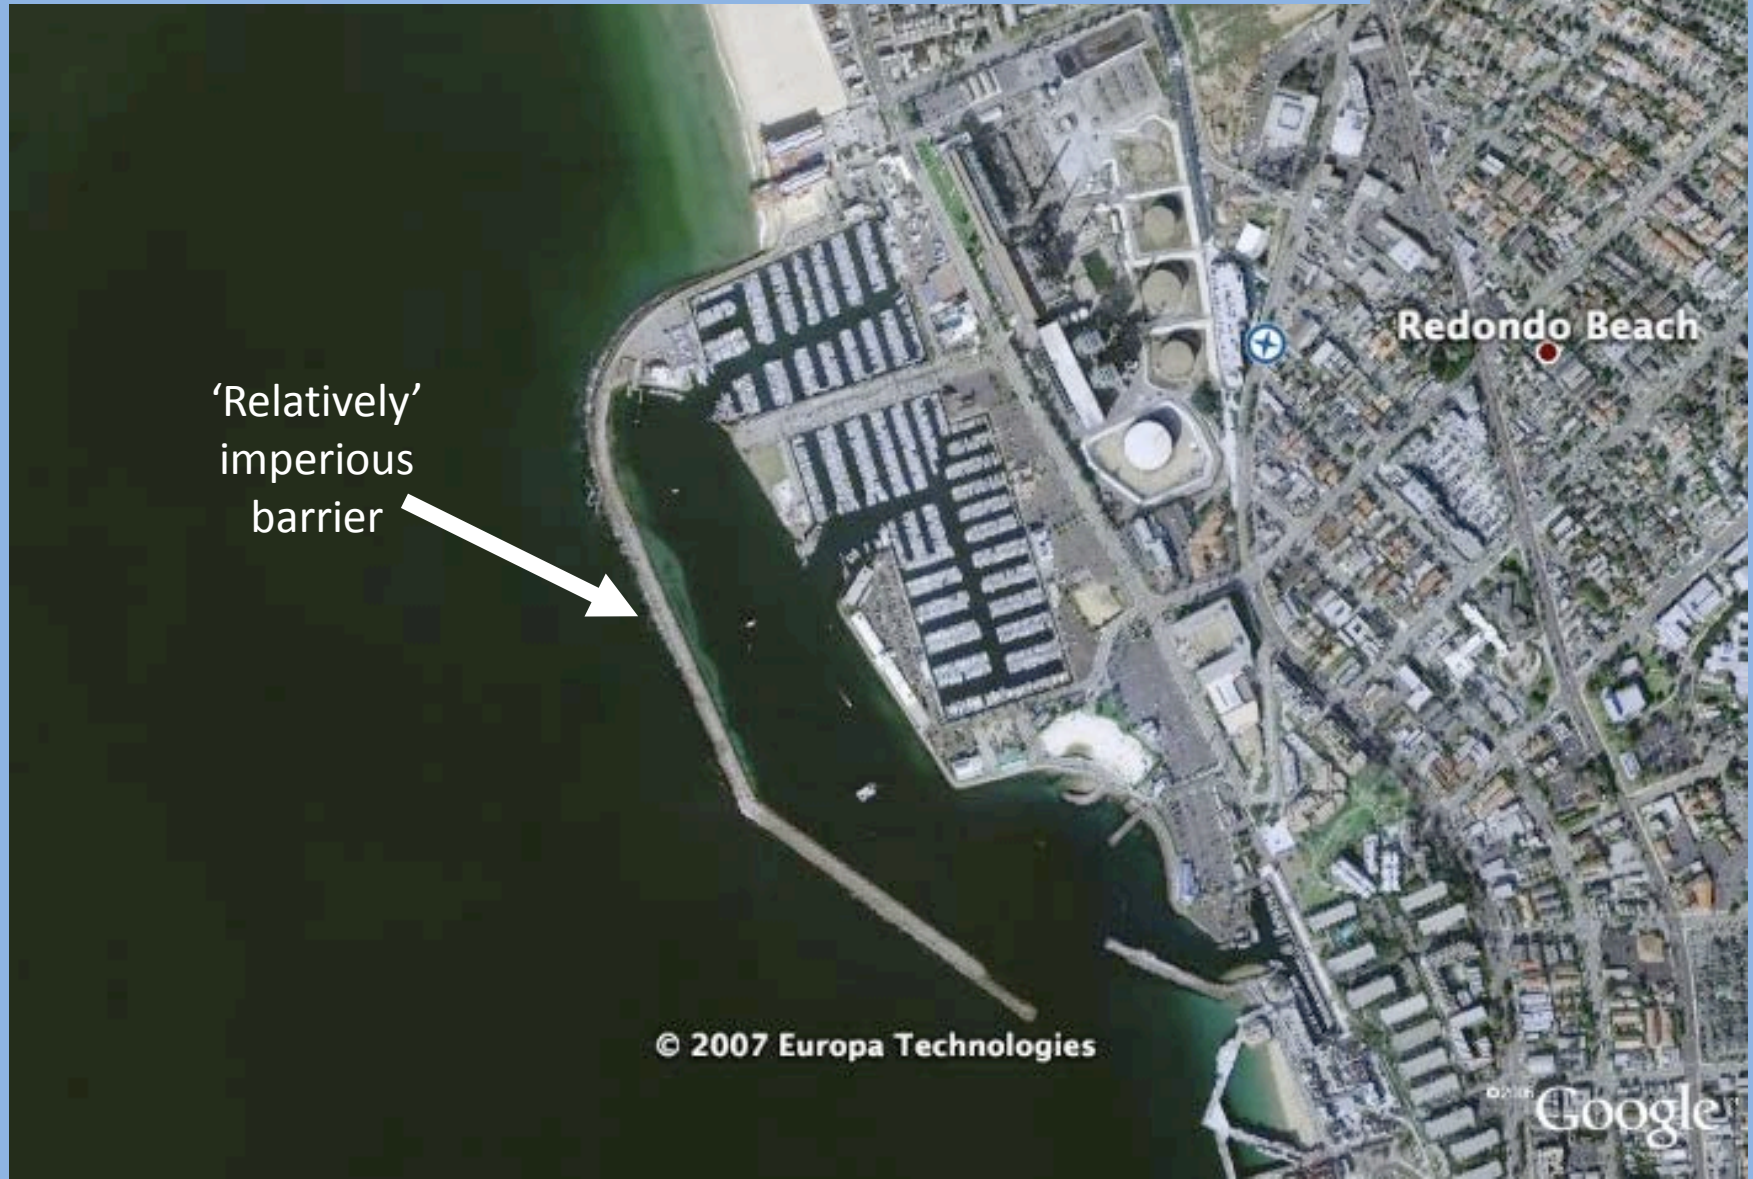 Redondo Beach
‘Relatively’
imperious
barrier
© 2007 Europa Technologies
Google